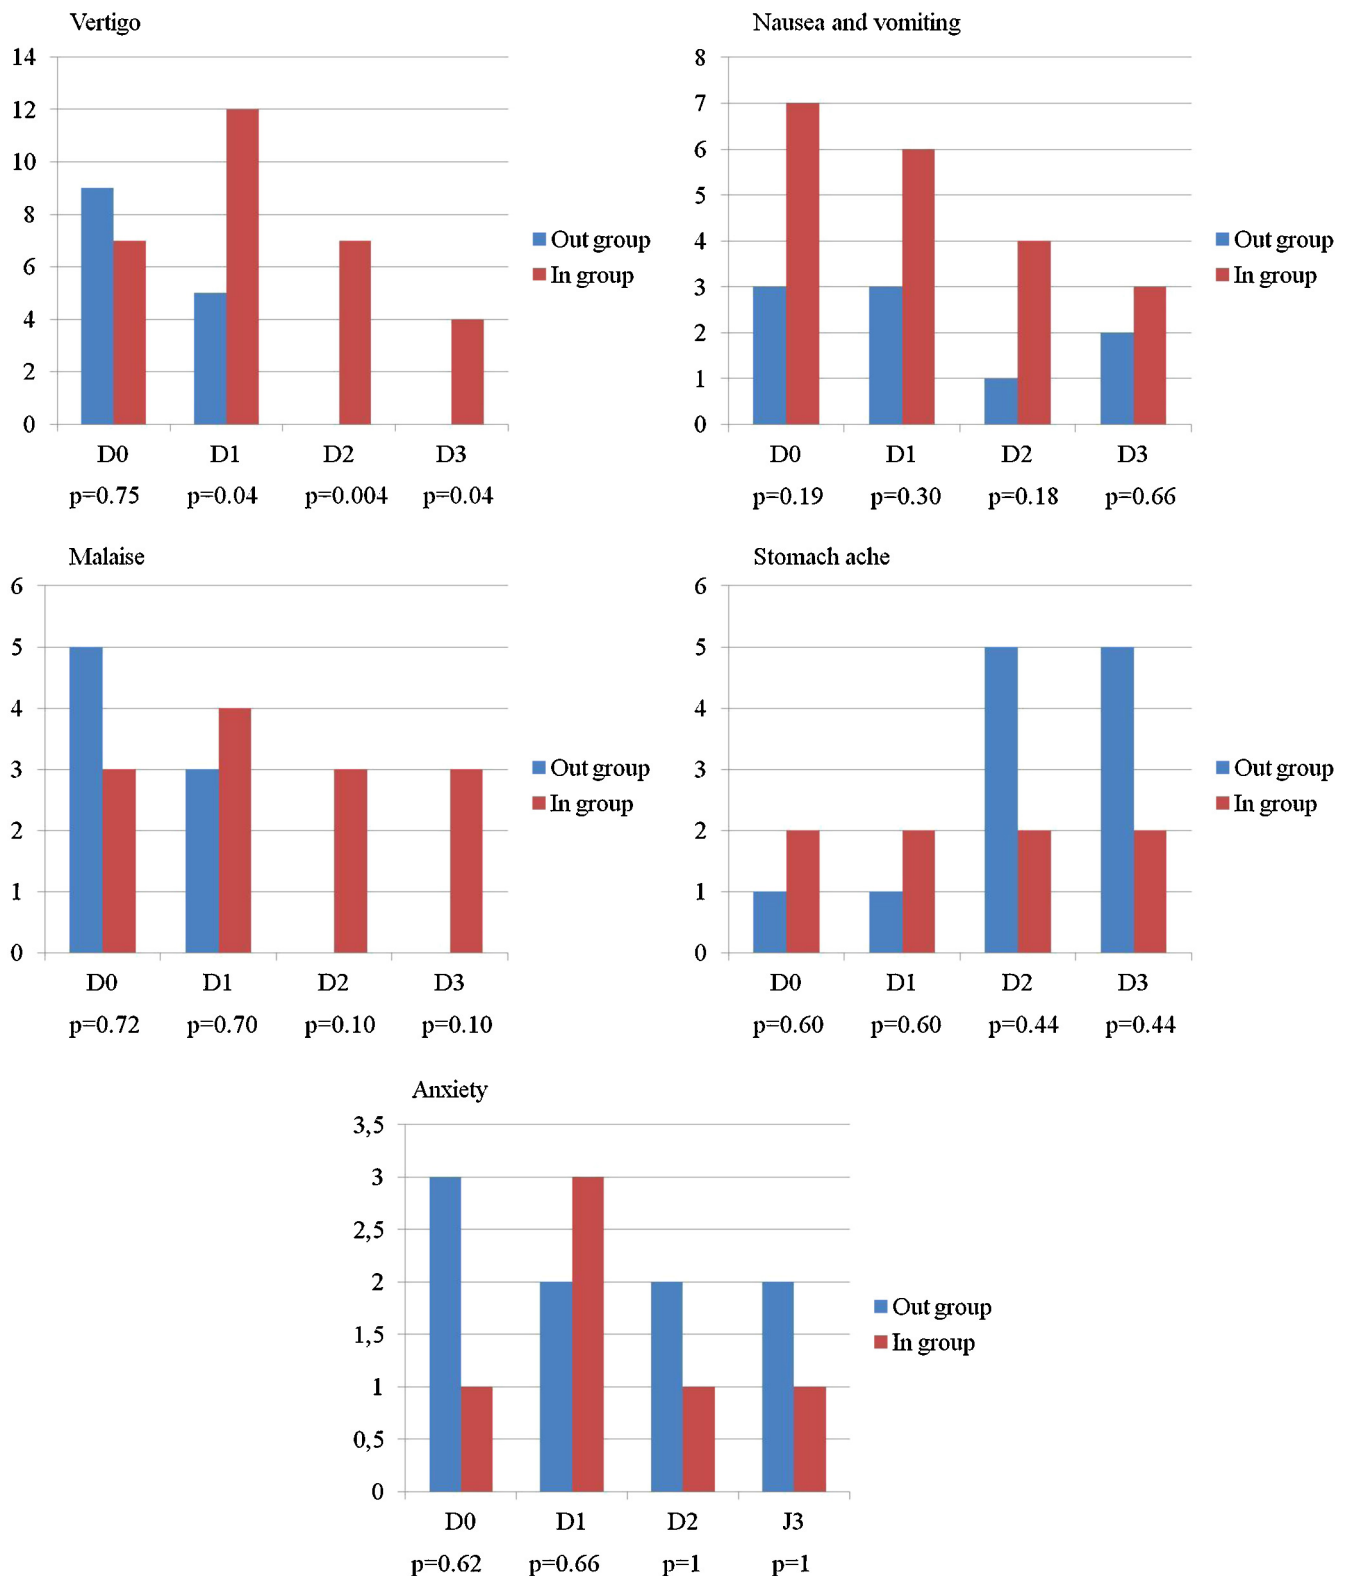 Vertigo
14
12
10
8
6
4
2
0
D0 D1 D2 D3
p=0.75 p=0.04 p=0.004 p=0.04
Out group
In group
Nausea and vomiting
8
7
6
5
4
3
2
1
0
D0 D1 D2 D3
p=0.19 p=0.30 p=0.18 p=0.66
Out group
In group
Malaise
6
5
4
3
2
1
0
D0 D1 D2 D3
p=0.72 p=0.70 p=0.10 p=0.10
Out group
In group
Stomach ache
6
5
4
3
2
1
0
D0 D1 D2 D3
p=0.60 p=0.60 p=0.44 p=0.44
Out group
In group
Anxiety
3,5
3
2,5
2
1,5
1
0,5
0
D0 D1 D2 J3
p=0.62 p=0.66 p=1 p=1
Out group
In group